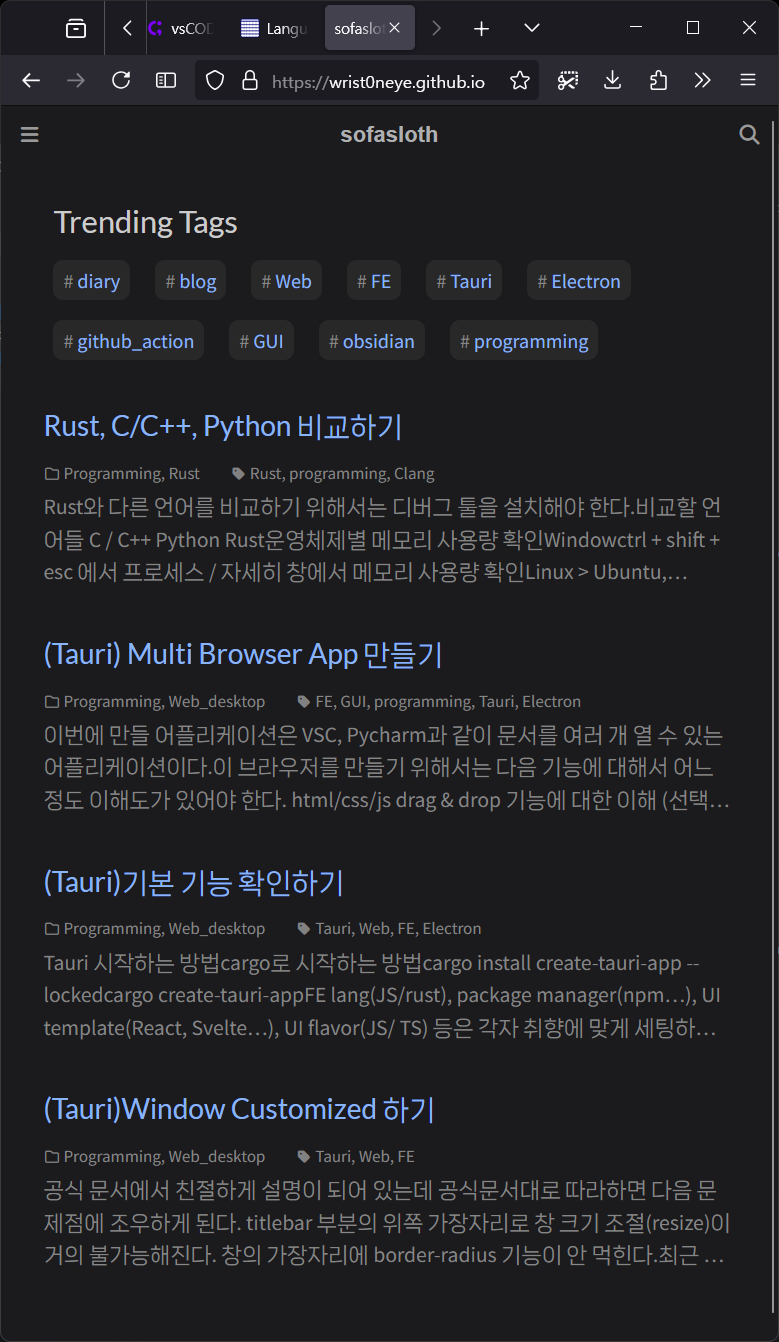 vsCOD
Langu
sofaslot
https://wrist0neye.github.io
sofasloth
Trending Tags
# diary # blog # Web # FE # Tauri # Electron
# github_action # GUI # obsidian # programming
Rust, C/C++, Python 비교하기
Programming, Rust Rust, programming, Clang
Rust와 다른 언어를 비교하기 위해서는 디버그 툴을 설치해야 한다.비교할 언
어들 C / C++ Python Rust운영체제별 메모리 사용량 확인Windowctrl + shift +
esc 에서 프로세스 / 자세히 창에서 메모리 사용량 확인Linux > Ubuntu,…
(Tauri) Multi Browser App 만들기
Programming, Web_desktop FE, GUI, programming, Tauri, Electron
이번에 만들 어플리케이션은 VSC, Pycharm과 같이 문서를 여러 개 열 수 있는
어플리케이션이다.이 브라우저를 만들기 위해서는 다음 기능에 대해서 어느
정도 이해도가 있어야 한다. html/css/js drag & drop 기능에 대한 이해 (선택…
(Tauri)기본 기능 확인하기
Programming, Web_desktop Tauri, Web, FE, Electron
Tauri 시작하는 방법cargo로 시작하는 방법cargo install create-tauri-app --
lockedcargo create-tauri-appFE lang(JS/rust), package manager(npm…), UI
template(React, Svelte…), UI flavor(JS/ TS) 등은 각자 취향에 맞게 세팅하…
(Tauri)Window Customized 하기
Programming, Web_desktop Tauri, Web, FE
공식 문서에서 친절하게 설명이 되어 있는데 공식문서대로 따라하면 다음 문
제점에 조우하게 된다. titlebar 부분의 위쪽 가장자리로 창 크기 조절(resize)이
거의 불가능해진다. 창의 가장자리에 border-radius 기능이 안 먹힌다.최근 …